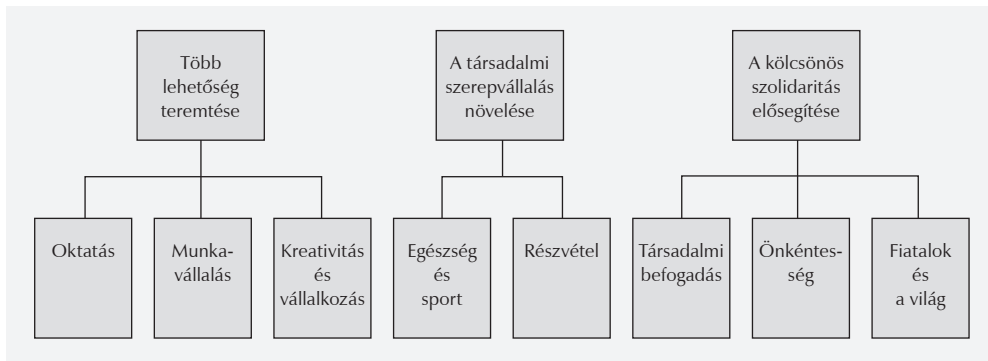 Több
lehetőség
teremtése
A társadalmi
szerepvállalás
növelése
A kölcsönös
szolidaritás
elősegítése
Oktatás
Munka-
vállalás
Kreativitás
és
vállalkozás
Egészség
és
sport
Részvétel
Társadalmi
befogadás
Önkéntes-
ség
Fiatalok
és
a világ